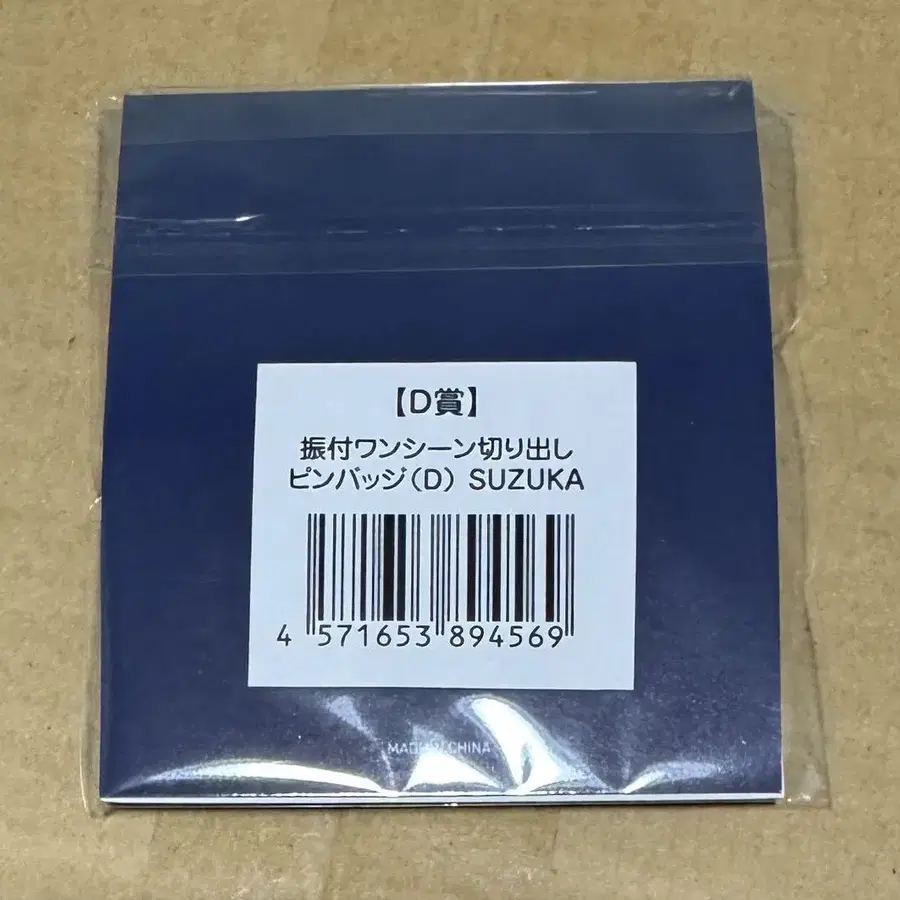 【D賞】
振付ワンシーン切り出し
ピンバッジ(D) SUZUKA
4 571653 894569
MADE IN CHINA